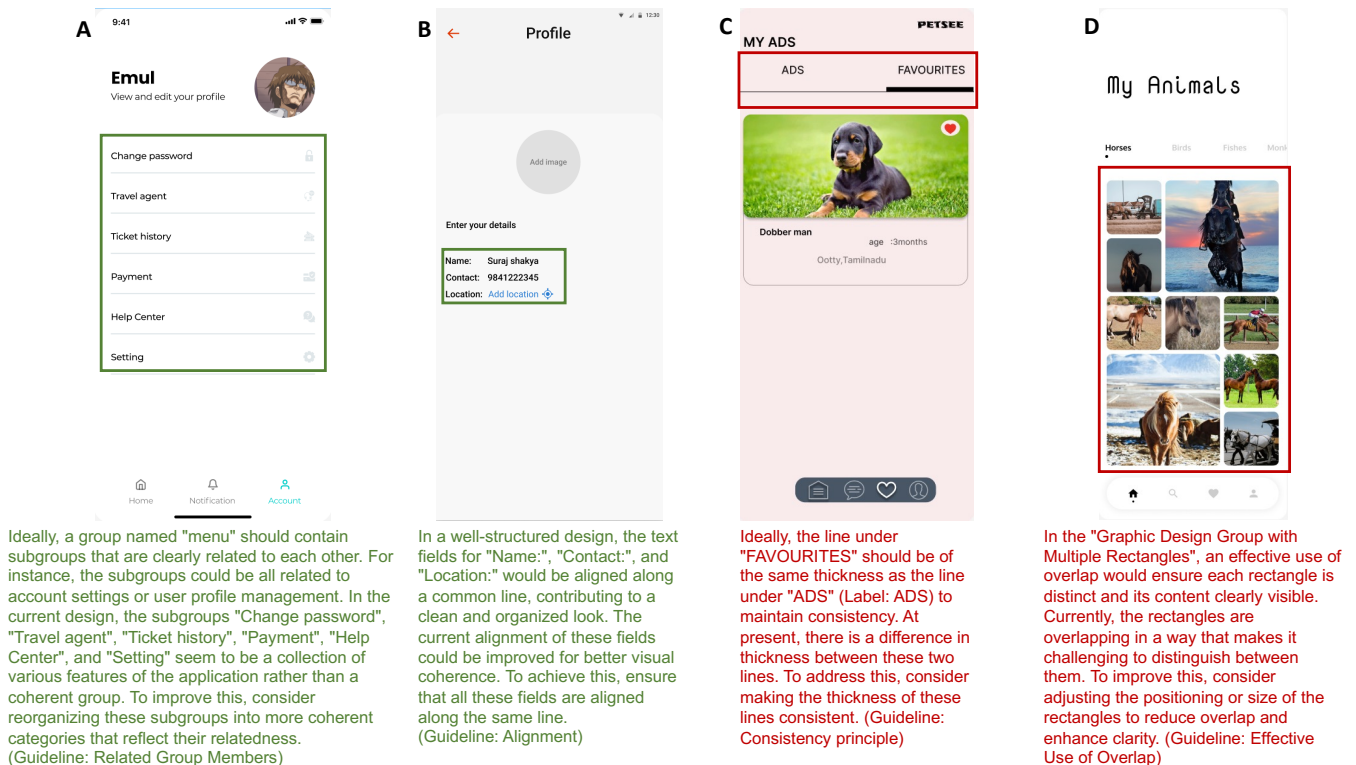 A
9:41
Emul
View and edit your profile
Change password
Travel agent
Ticket history
Payment
Help Center
Setting
Home
Notification
Account
Ideally, a group named "menu" should contain
subgroups that are clearly related to each other. For
instance, the subgroups could be all related to
account settings or user profile management. In the
current design, the subgroups "Change password",
"Travel agent", "Ticket history", "Payment", "Help
Center", and "Setting" seem to be a collection of
various features of the application rather than a
coherent group. To improve this, consider
reorganizing these subgroups into more coherent
categories that reflect their relatedness.
(Guideline: Related Group Members)
B
12:30
Profile
Add image
Enter your details
Name: Suraj shakya
Contact: 9841222345
Location: Add location
In a well-structured design, the text
fields for "Name:", "Contact:", and
"Location:" would be aligned along
a common line, contributing to a
clean and organized look. The
current alignment of these fields
could be improved for better visual
coherence. To achieve this, ensure
that all these fields are aligned
along the same line.
(Guideline: Alignment)
C
PETSEE
MY ADS
ADS
FAVOURITES
Dobber man
age :3months
Ootty,Tamilnadu
Ideally, the line under
"FAVOURITES" should be of
the same thickness as the line
under "ADS" (Label: ADS) to
maintain consistency. At
present, there is a difference in
thickness between these two
lines. To address this, consider
making the thickness of these
lines consistent. (Guideline:
Consistency principle)
D
My Animals
Horses
Birds
Fishes
Monk
In the "Graphic Design Group with
Multiple Rectangles", an effective use of
overlap would ensure each rectangle is
distinct and its content clearly visible.
Currently, the rectangles are
overlapping in a way that makes it
challenging to distinguish between
them. To improve this, consider
adjusting the positioning or size of the
rectangles to reduce overlap and
enhance clarity. (Guideline: Effective
Use of Overlap)